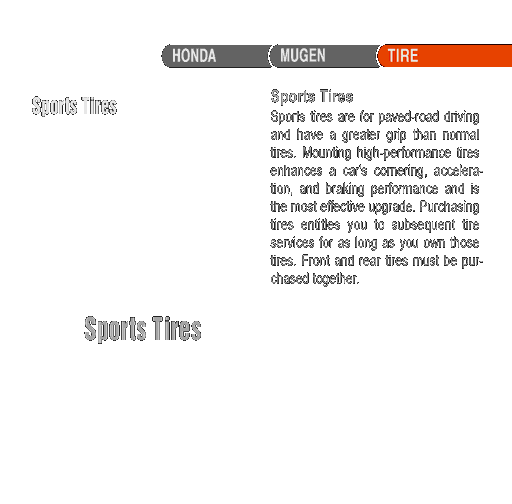 HONDA MUGEN TIRE
Sports Tires
Sports Tires
Sports tires are for paved-road driving
and have a greater grip than normal
tires. Mounting high-performance tires
enhances a car's cornering, accelera-
tion, and braking performance and is
the most effective upgrade. Purchasing
tires entitles you to subsequent tire
services for as long as you own those
tires. Front and rear tires must be pur-
chased together.
Sports Tires